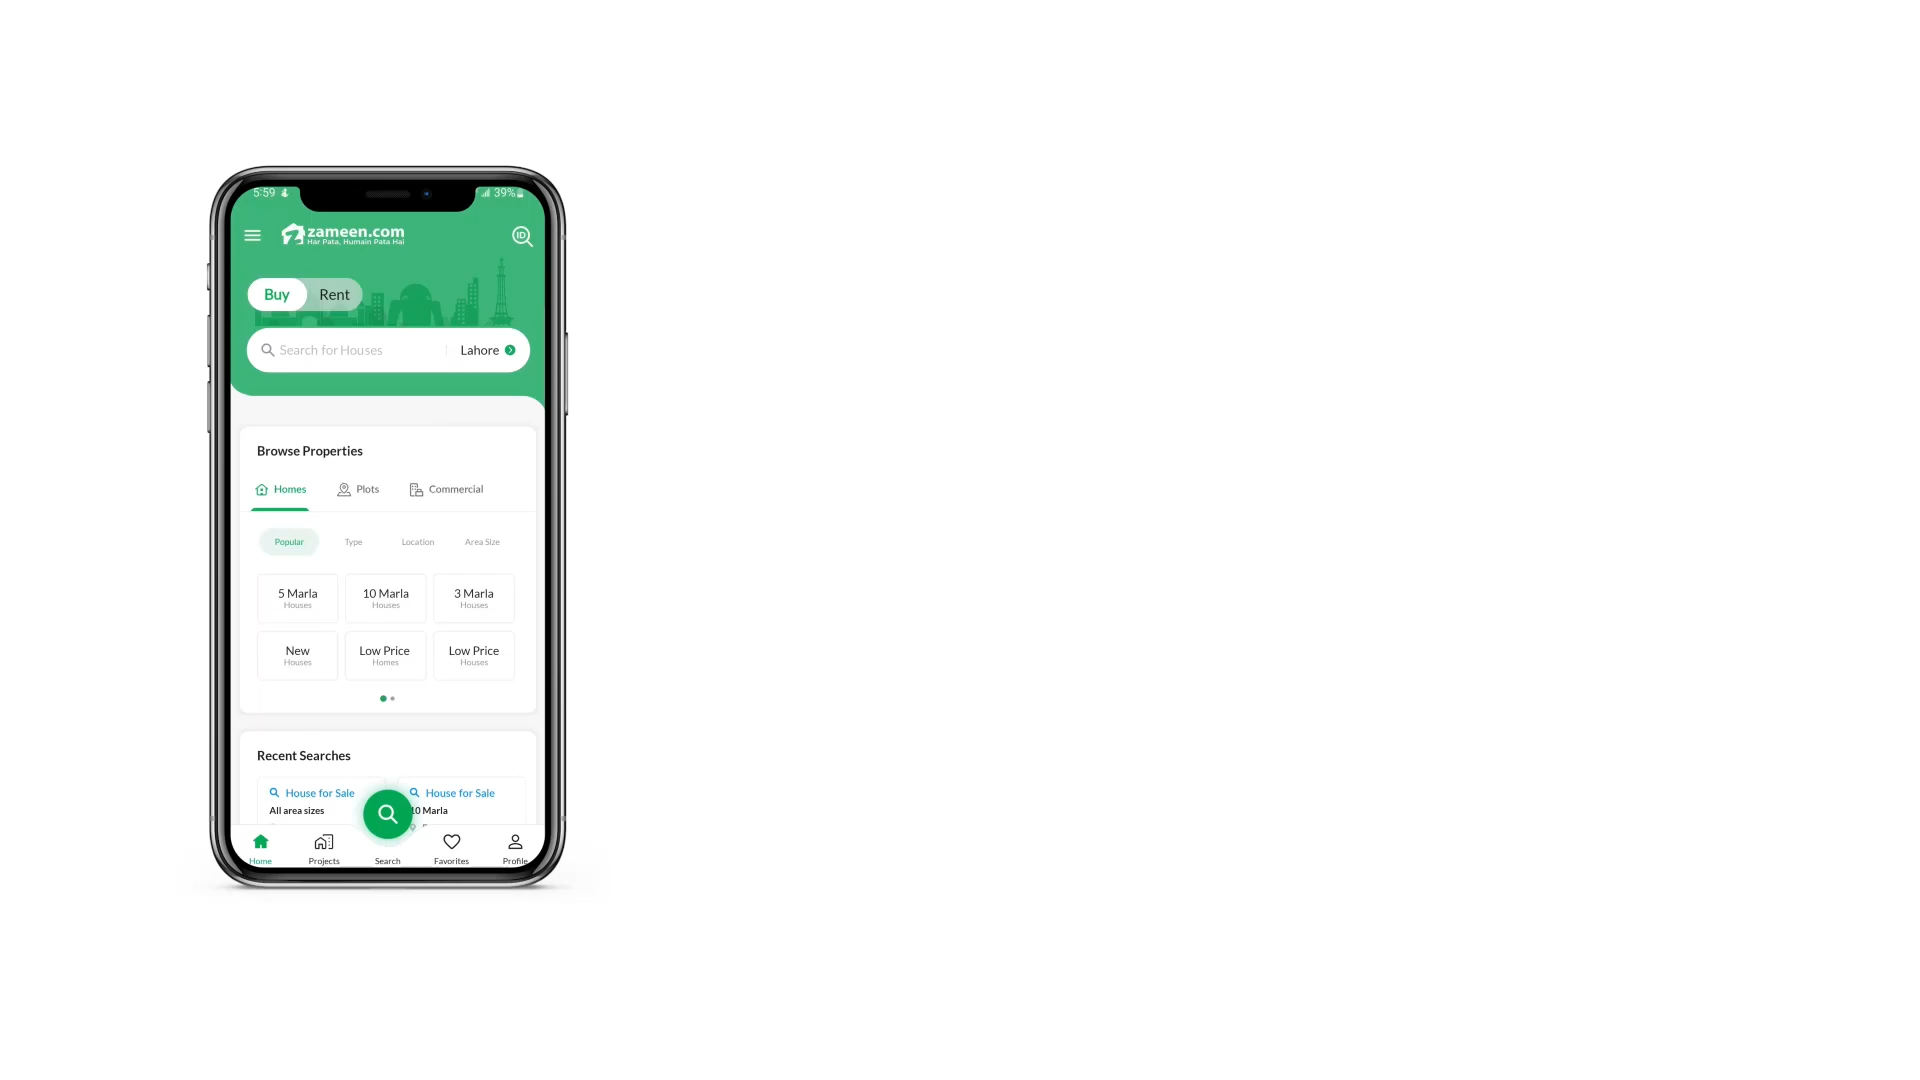 5:59
39%
zameen.com
Har Pata, Humain Pata Hai
ID
Buy Rent
Search for Houses Lahore
Browse Properties
Homes Plots Commercial
Popular Type Location Area Size
5 Marla 10 Marla 3 Marla
Houses Houses Houses
New Low Price Low Price
Houses Homes Houses
Recent Searches
House for Sale House for Sale
All area sizes 10 Marla
Home Projects Search Favorites Profile